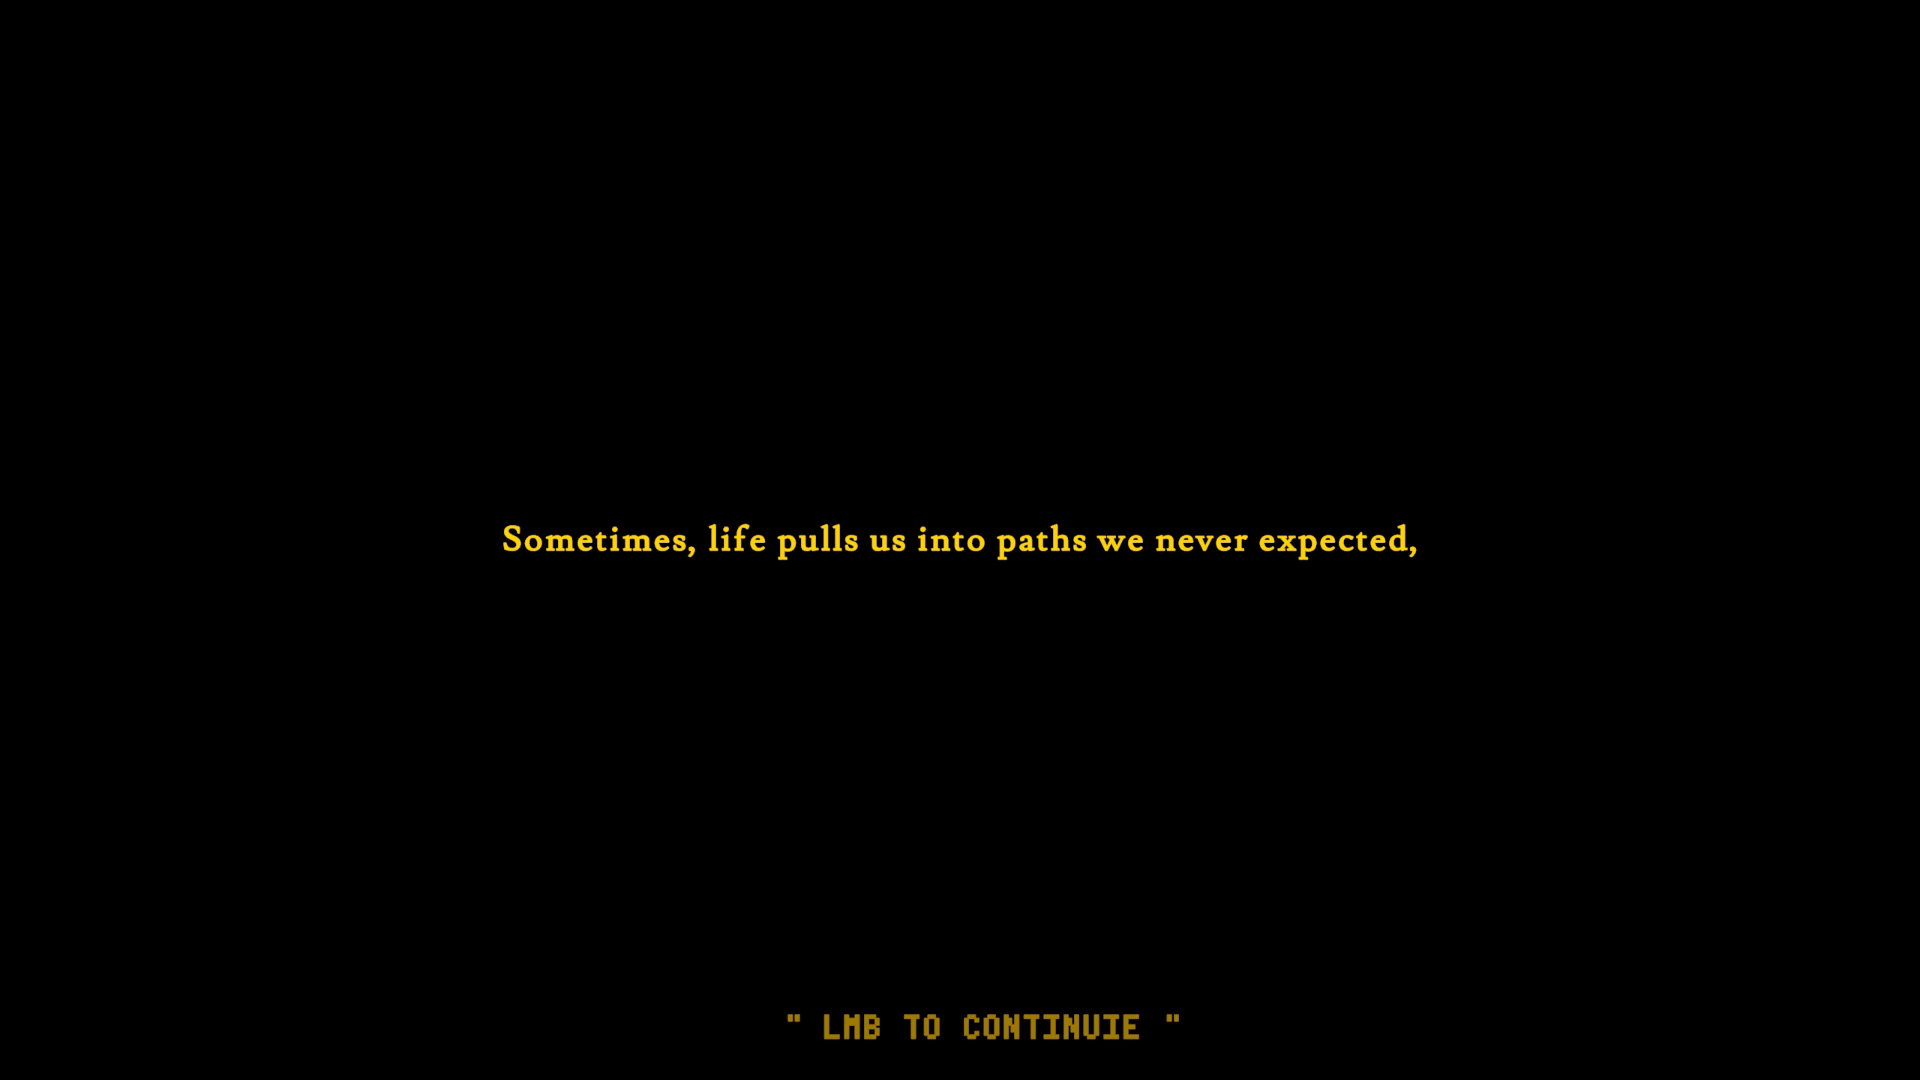 Sometimes, life pulls us into paths we never expected,
" LMB TO CONTINUIE "